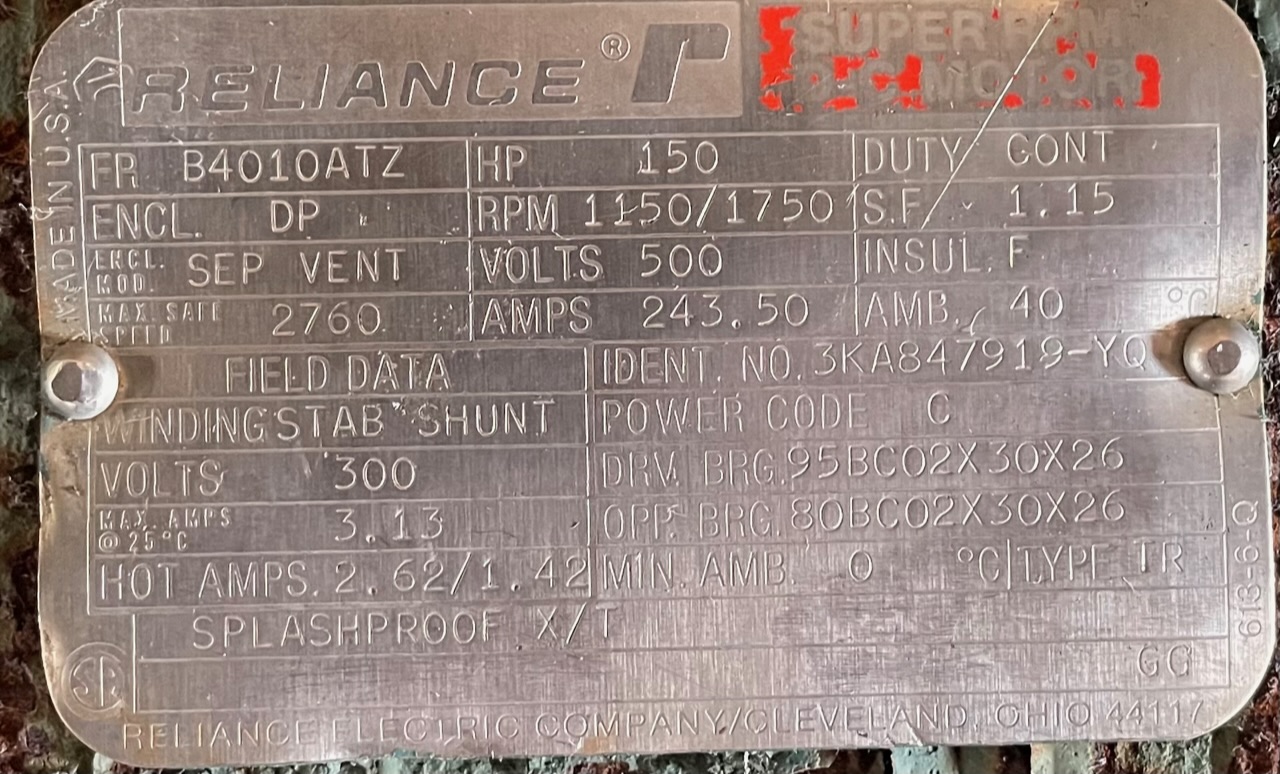 RELIANCE® r
SUPER RPM
D-C MOTOR
MADE IN U.S.A.
FR B4010ATZ HP 150 DUTY CONT
ENCL. DP RPM 1150/1750 S.F. 1.15
ENCL. MOD. SEP VENT VOLTS 500 INSUL. F
MAX. SAFE SPEED 2760 AMPS 243.50 AMB. 40 °C
FIELD DATA IDENT. NO. 3KA847919-YQ
WINDING STAB SHUNT POWER CODE C
VOLTS 300 DRV. BRG. 95BC02X30X26
MAX. AMPS @ 25°C 3.13 OPP. BRG. 80BC02X30X26
HOT AMPS. 2.62/1.42 MIN. AMB. 0 °C TYPE TR
SPLASHPROOF X/T
GG
SA
613-6-Q
RELIANCE ELECTRIC COMPANY/CLEVELAND, OHIO 44117